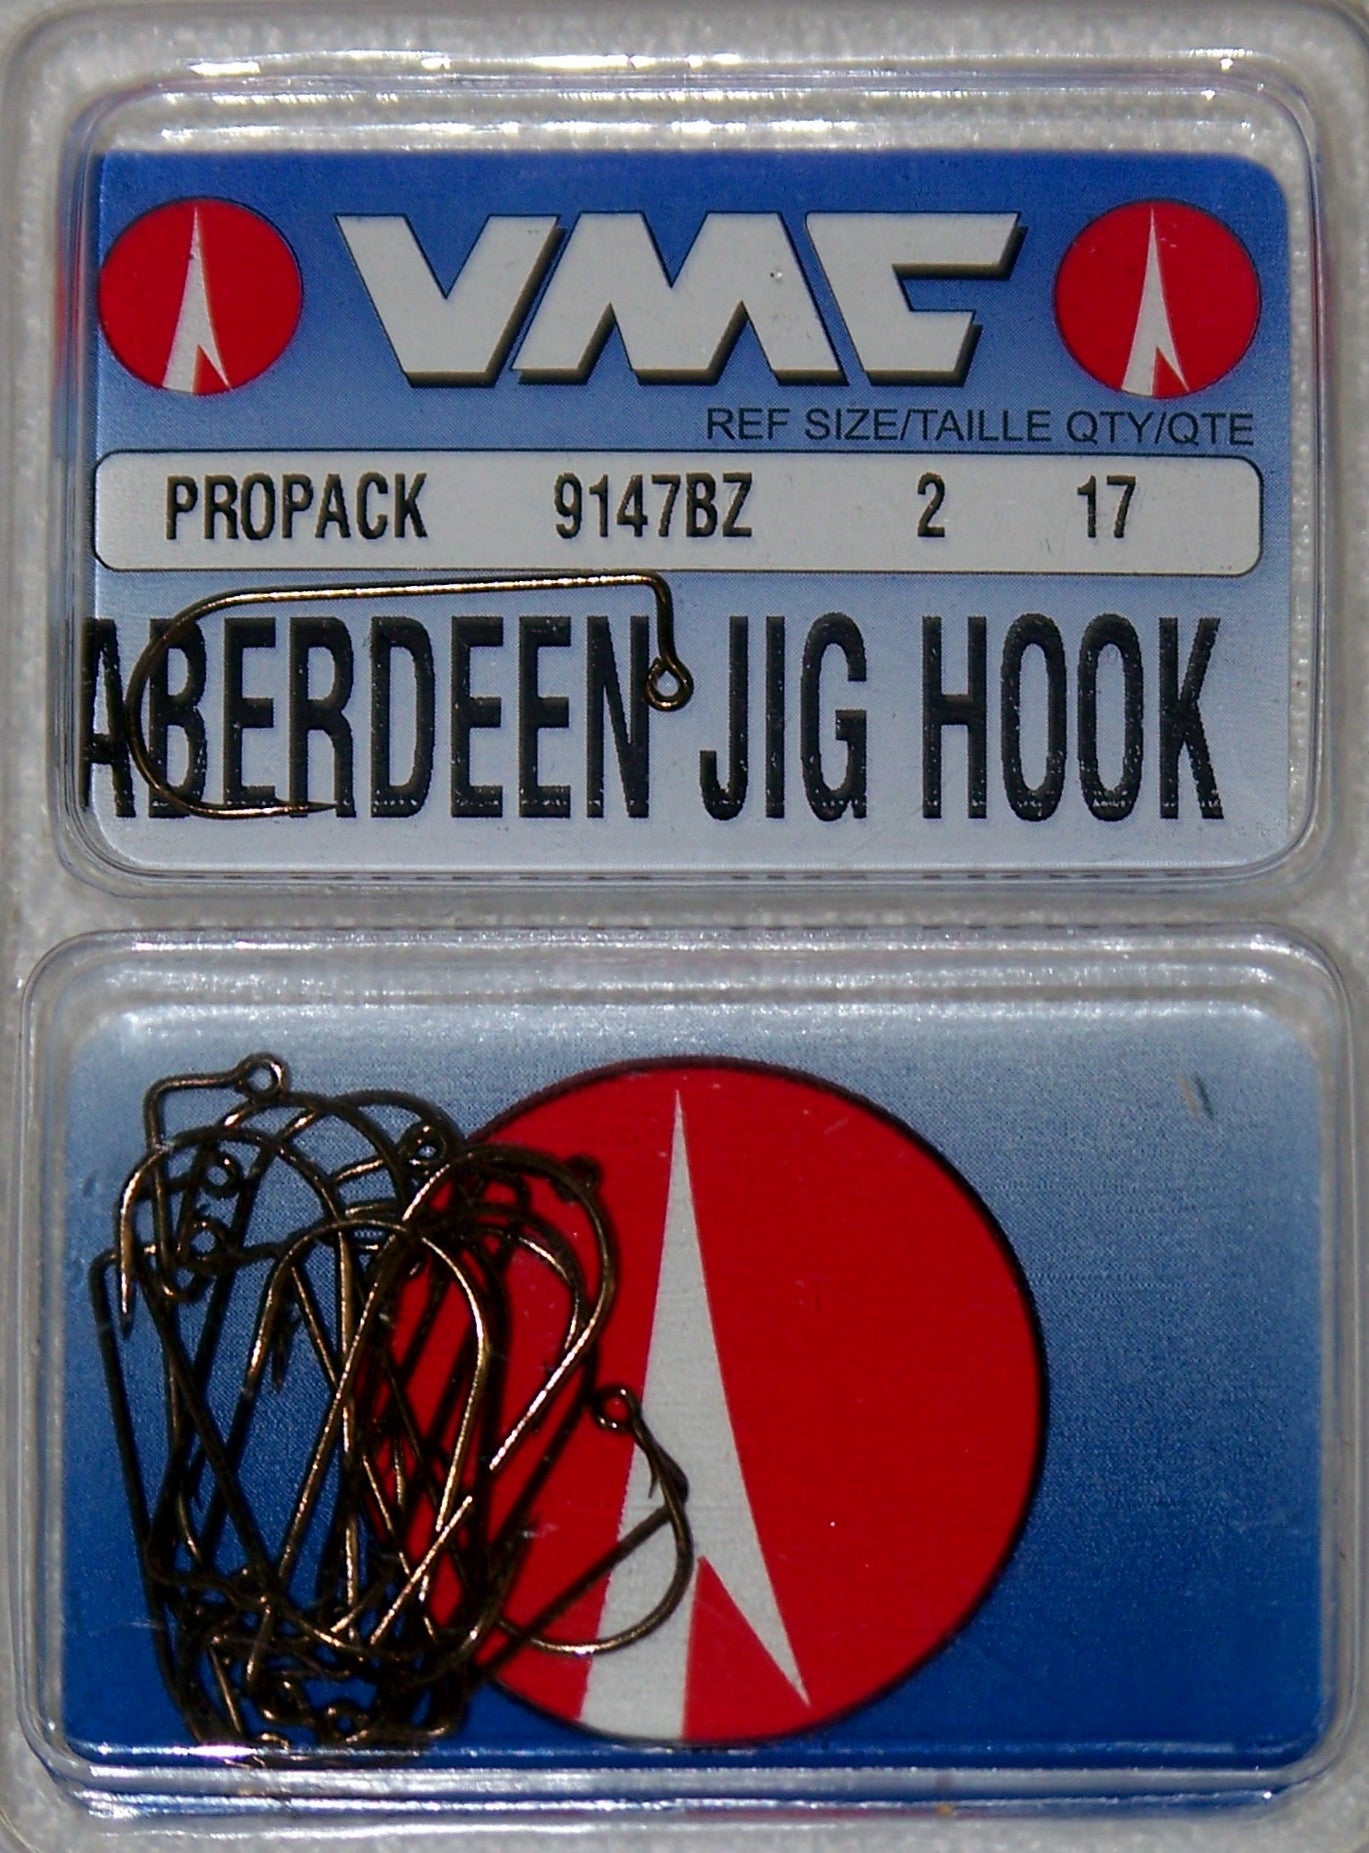 VMC
REF SIZE/TAILLE QTY/QTE
PROPACK 9147BZ 2 17
ABERDEEN JIG HOOK